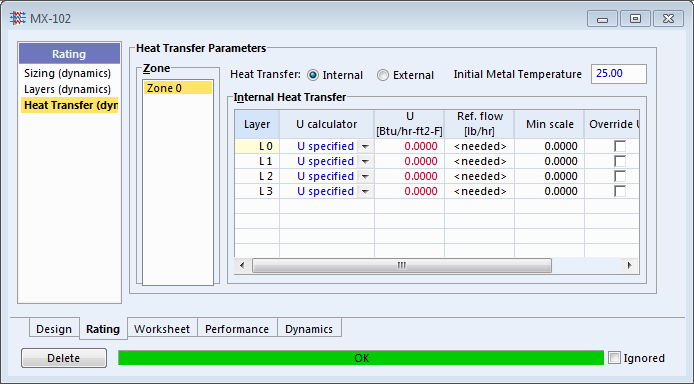 MX-102
Rating
Sizing (dynamics)
Layers (dynamics)
Heat Transfer (dyn
Heat Transfer Parameters
Zone
Zone 0
Heat Transfer: Internal External Initial Metal Temperature 25.00
Internal Heat Transfer
Layer U calculator U [Btu/hr-ft2-F] Ref. flow [lb/hr] Min scale Override U
L 0 U specified 0.0000 <needed> 0.0000
L 1 U specified 0.0000 <needed> 0.0000
L 2 U specified 0.0000 <needed> 0.0000
L 3 U specified 0.0000 <needed> 0.0000
Design Rating Worksheet Performance Dynamics
Delete OK Ignored